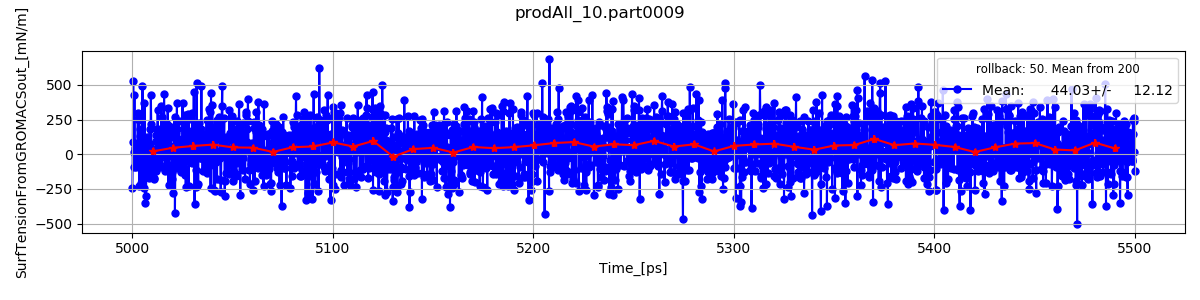 prodAll_10.part0009
SurfTensionFromGROMACSout_[mN/m]
500
250
0
−250
−500
rollback: 50. Mean from 200
Mean: 44.03+/- 12.12
5000 5100 5200 5300 5400 5500
Time_[ps]